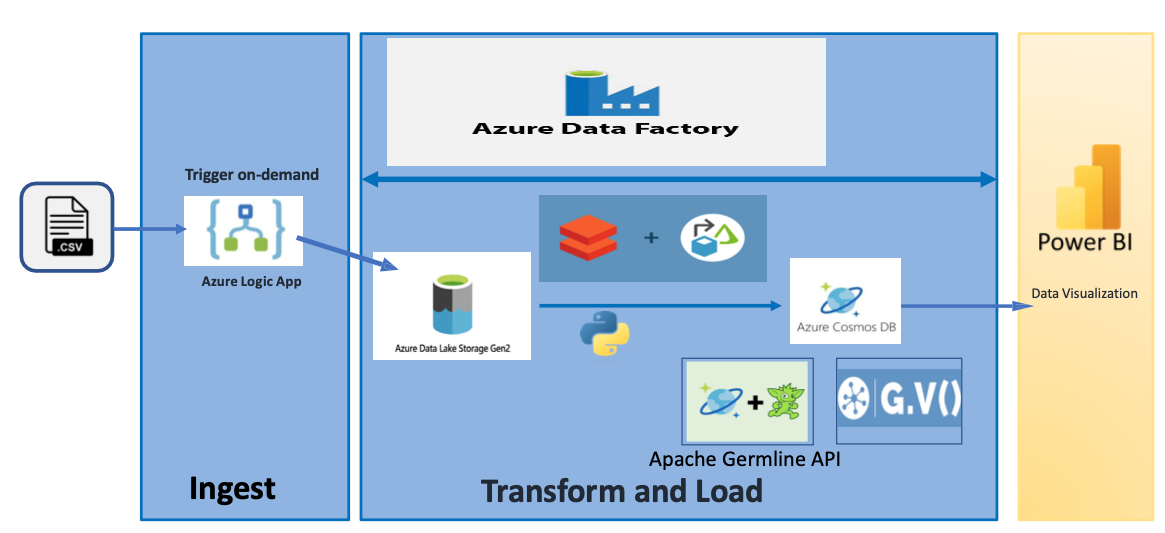 Azure Data Factory
Trigger on-demand
.CSV
Azure Logic App
+
Azure Data Lake Storage Gen2
Azure Cosmos DB
Power BI
Data Visualization
+
G.V()
Apache Germline API
Ingest
Transform and Load